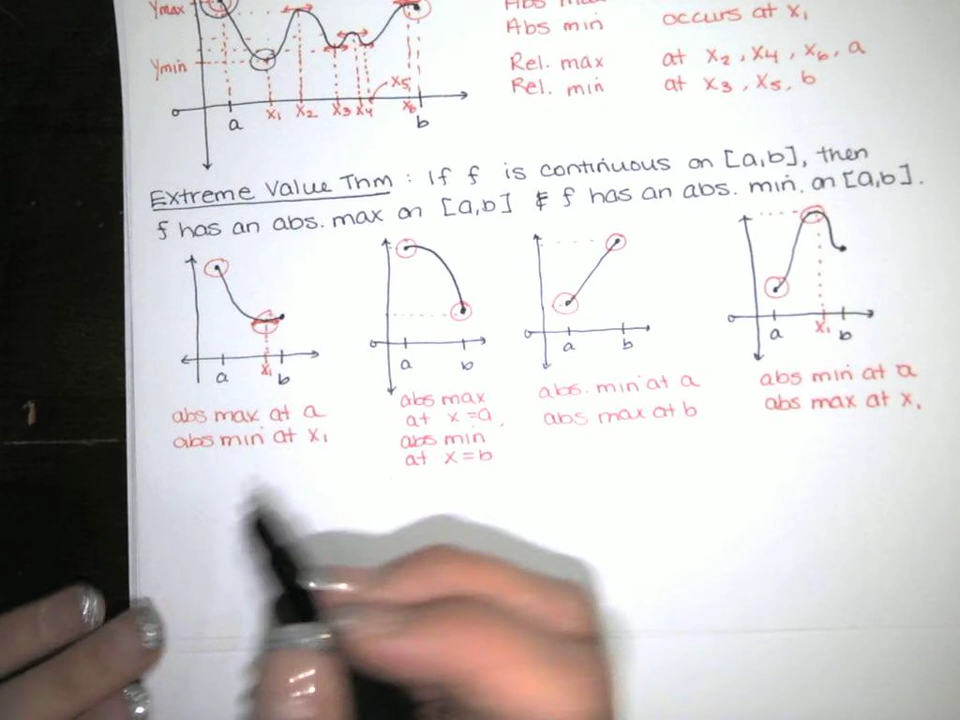 Ymax
Abs max
Abs min occurs at x₁
Ymin
Rel. max at x₂, x₄, x₆, a
Rel. min at x₃, x₅, b
x₅
a x₁ x₂ x₃ x₄ x₆ b
Extreme Value Thm : If f is continuous on [a,b], then
f has an abs. max on [a,b] & f has an abs. min. on [a,b].
a x₁ b
a b
a b
a x₁ b
abs max at a
abs min at x₁
abs max
at x=a,
abs min
at x=b
abs. min at a
abs max at b
abs min at a
abs max at x₁